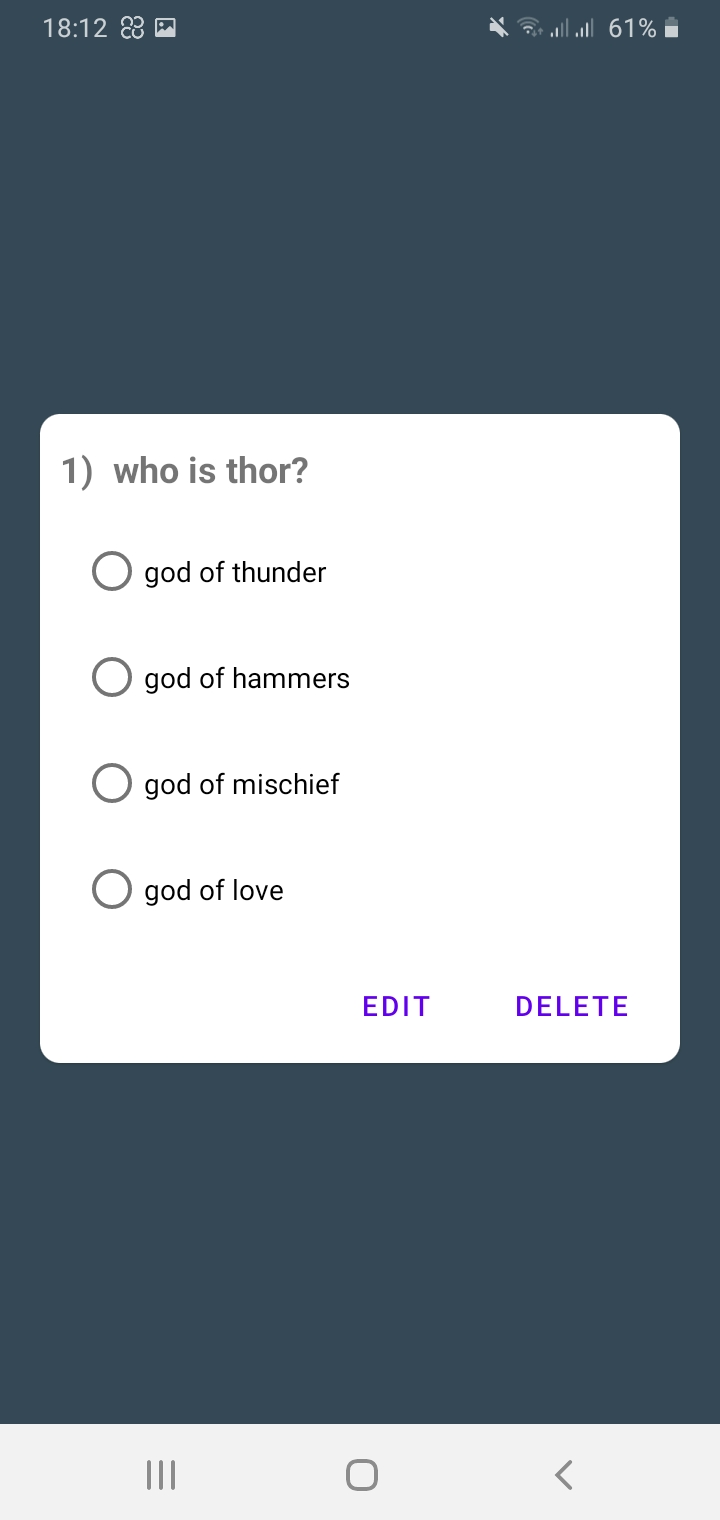 18:12 61%
1) who is thor?
god of thunder
god of hammers
god of mischief
god of love
EDIT DELETE